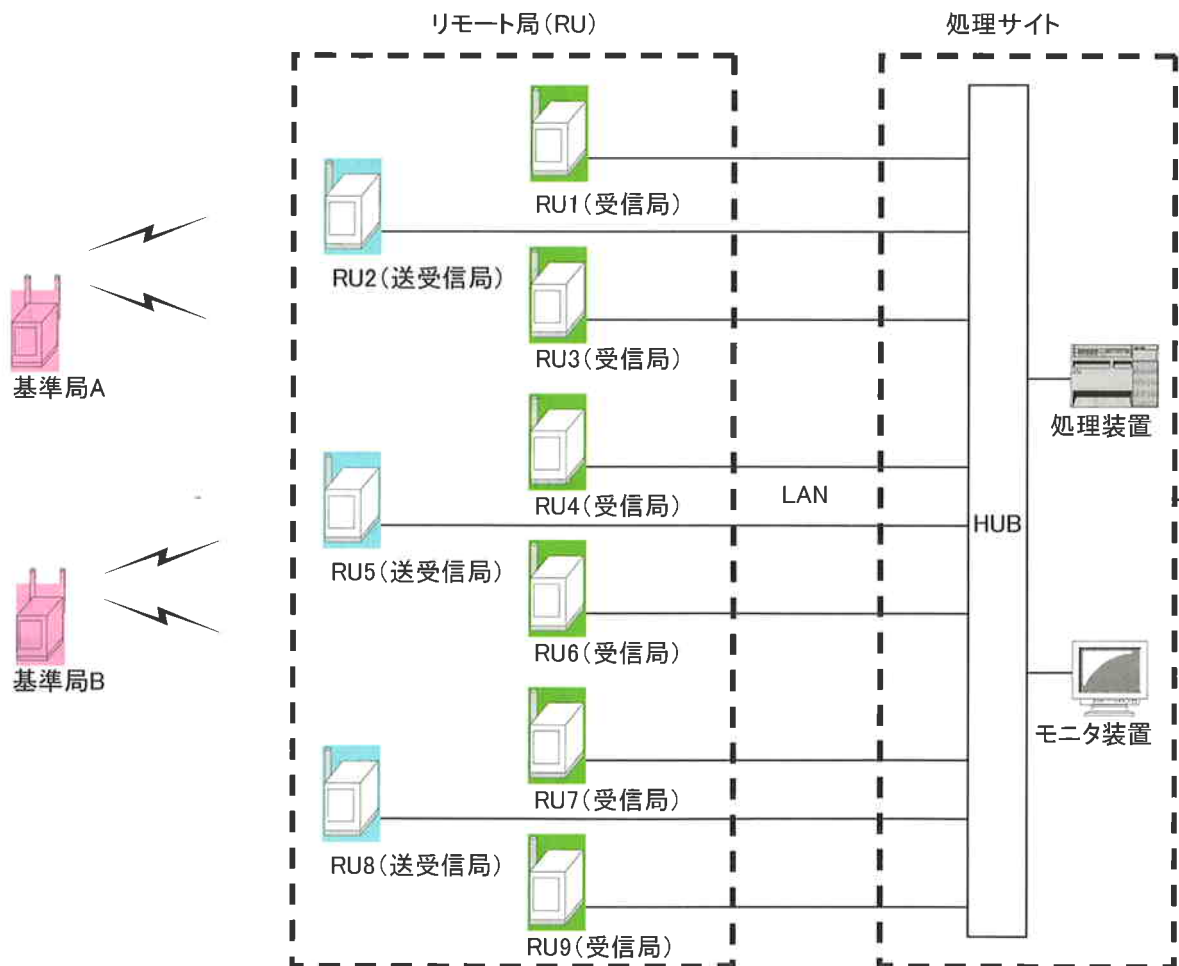 リモート局(RU)
処理サイト
RU1(受信局)
RU2(送受信局)
RU3(受信局)
基準局A
処理装置
RU4(受信局)
LAN
HUB
RU5(送受信局)
RU6(受信局)
基準局B
モニタ装置
RU7(受信局)
RU8(送受信局)
RU9(受信局)